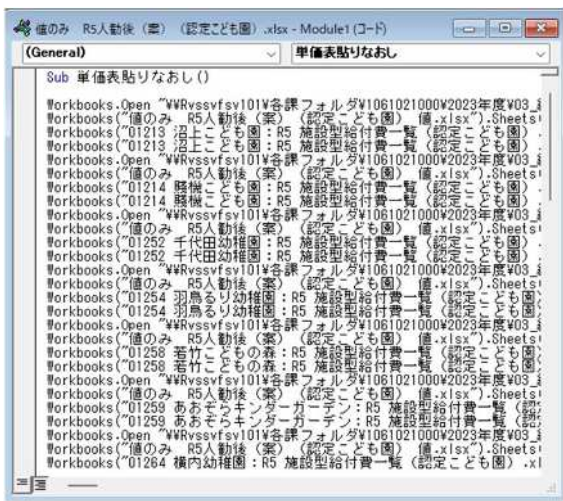 値のみ R5人勧後（案）（認定こども園）.xlsx - Module1 (コード)
(General)
単価表貼りなおし
Sub 単価表貼りなおし()
Workbooks.Open "¥¥Rvssvfsv101¥各課フォルダ¥1061021000¥2023年度¥03_
Workbooks("値のみ R5人勧後（案）（認定こども園） 値.xlsx").Sheets(
Workbooks("01213 沼上こども園：R5 施設型給付費一覧（認定こども園）.
Workbooks("01213 沼上こども園：R5 施設型給付費一覧（認定こども園）.
Workbooks.Open "¥¥Rvssvfsv101¥各課フォルダ¥1061021000¥2023年度¥03_
Workbooks("値のみ R5人勧後（案）（認定こども園） 値.xlsx").Sheets(
Workbooks("01214 こども園：R5 施設型給付費一覧（認定こども園）.
Workbooks("01214 こども園：R5 施設型給付費一覧（認定こども園）.
Workbooks.Open "¥¥Rvssvfsv101¥各課フォルダ¥1061021000¥2023年度¥03_
Workbooks("値のみ R5人勧後（案）（認定こども園） 値.xlsx").Sheets(
Workbooks("01252 千代田幼稚園：R5 施設型給付費一覧（認定こども園）
Workbooks("01252 千代田幼稚園：R5 施設型給付費一覧（認定こども園）
Workbooks.Open "¥¥Rvssvfsv101¥各課フォルダ¥1061021000¥2023年度¥03_
Workbooks("値のみ R5人勧後（案）（認定こども園） 値.xlsx").Sheets(
Workbooks("01254 羽鳥るり幼稚園：R5 施設型給付費一覧（認定こども園
Workbooks("01254 羽鳥るり幼稚園：R5 施設型給付費一覧（認定こども園
Workbooks.Open "¥¥Rvssvfsv101¥各課フォルダ¥1061021000¥2023年度¥03_
Workbooks("値のみ R5人勧後（案）（認定こども園） 値.xlsx").Sheets(
Workbooks("01258 若竹こどもの森：R5 施設型給付費一覧（認定こども園）
Workbooks("01258 若竹こどもの森：R5 施設型給付費一覧（認定こども園）
Workbooks.Open "¥¥Rvssvfsv101¥各課フォルダ¥1061021000¥2023年度¥03_
Workbooks("値のみ R5人勧後（案）（認定こども園） 値.xlsx").Sheets(
Workbooks("01259 あおぞらキンダーガーテン：R5 施設型給付費一覧（認
Workbooks("01259 あおぞらキンダーガーテン：R5 施設型給付費一覧（認
Workbooks.Open "¥¥Rvssvfsv101¥各課フォルダ¥1061021000¥2023年度¥03_
Workbooks("値のみ R5人勧後（案）（認定こども園） 値.xlsx").Sheets(
Workbooks("01264 横内幼稚園：R5 施設型給付費一覧（認定こども園）.xl